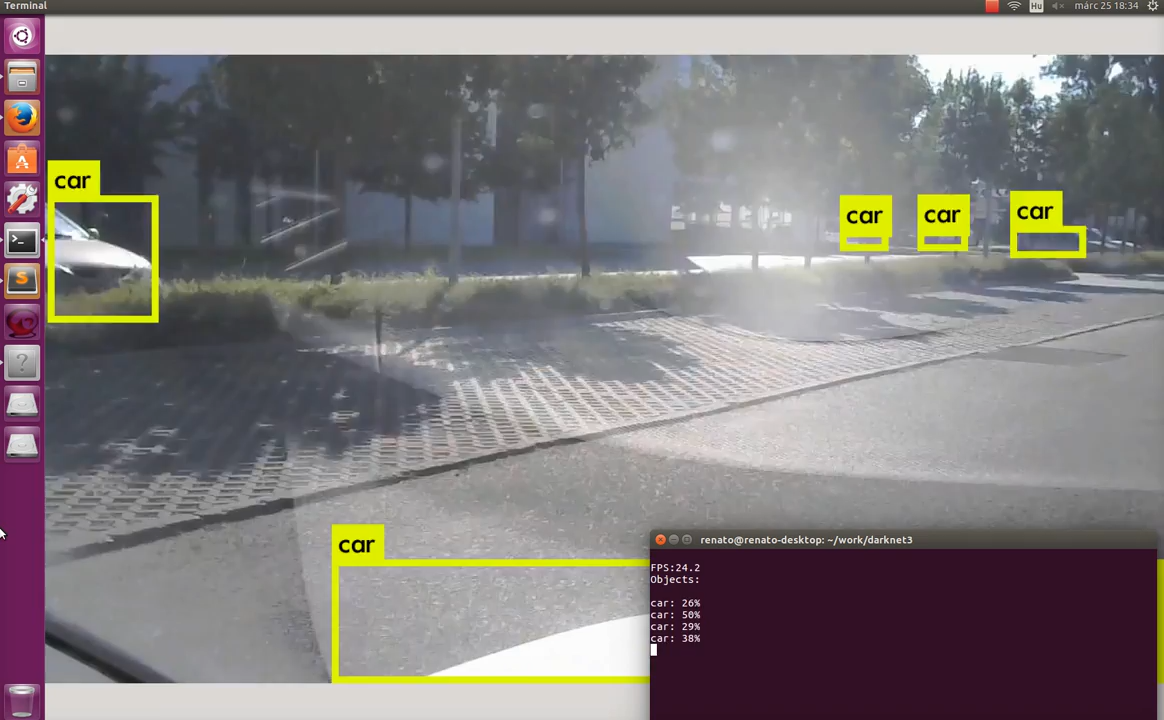 Terminal
Hu
márc 25 18:34
car
car
car
car
car
renato@renato-desktop: ~/work/darknet3
FPS:24.2
Objects:
car: 26%
car: 50%
car: 29%
car: 38%